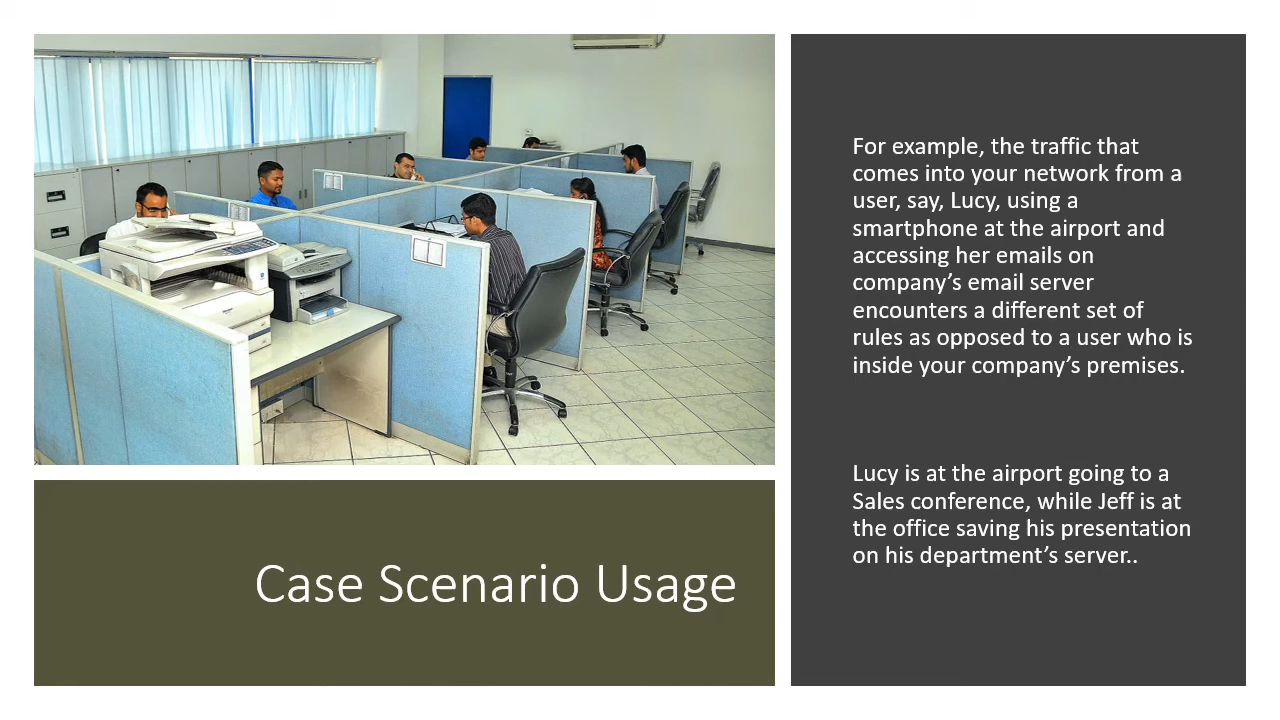 Case Scenario Usage
For example, the traffic that
comes into your network from a
user, say, Lucy, using a
smartphone at the airport and
accessing her emails on
company’s email server
encounters a different set of
rules as opposed to a user who is
inside your company’s premises.
Lucy is at the airport going to a
Sales conference, while Jeff is at
the office saving his presentation
on his department’s server..